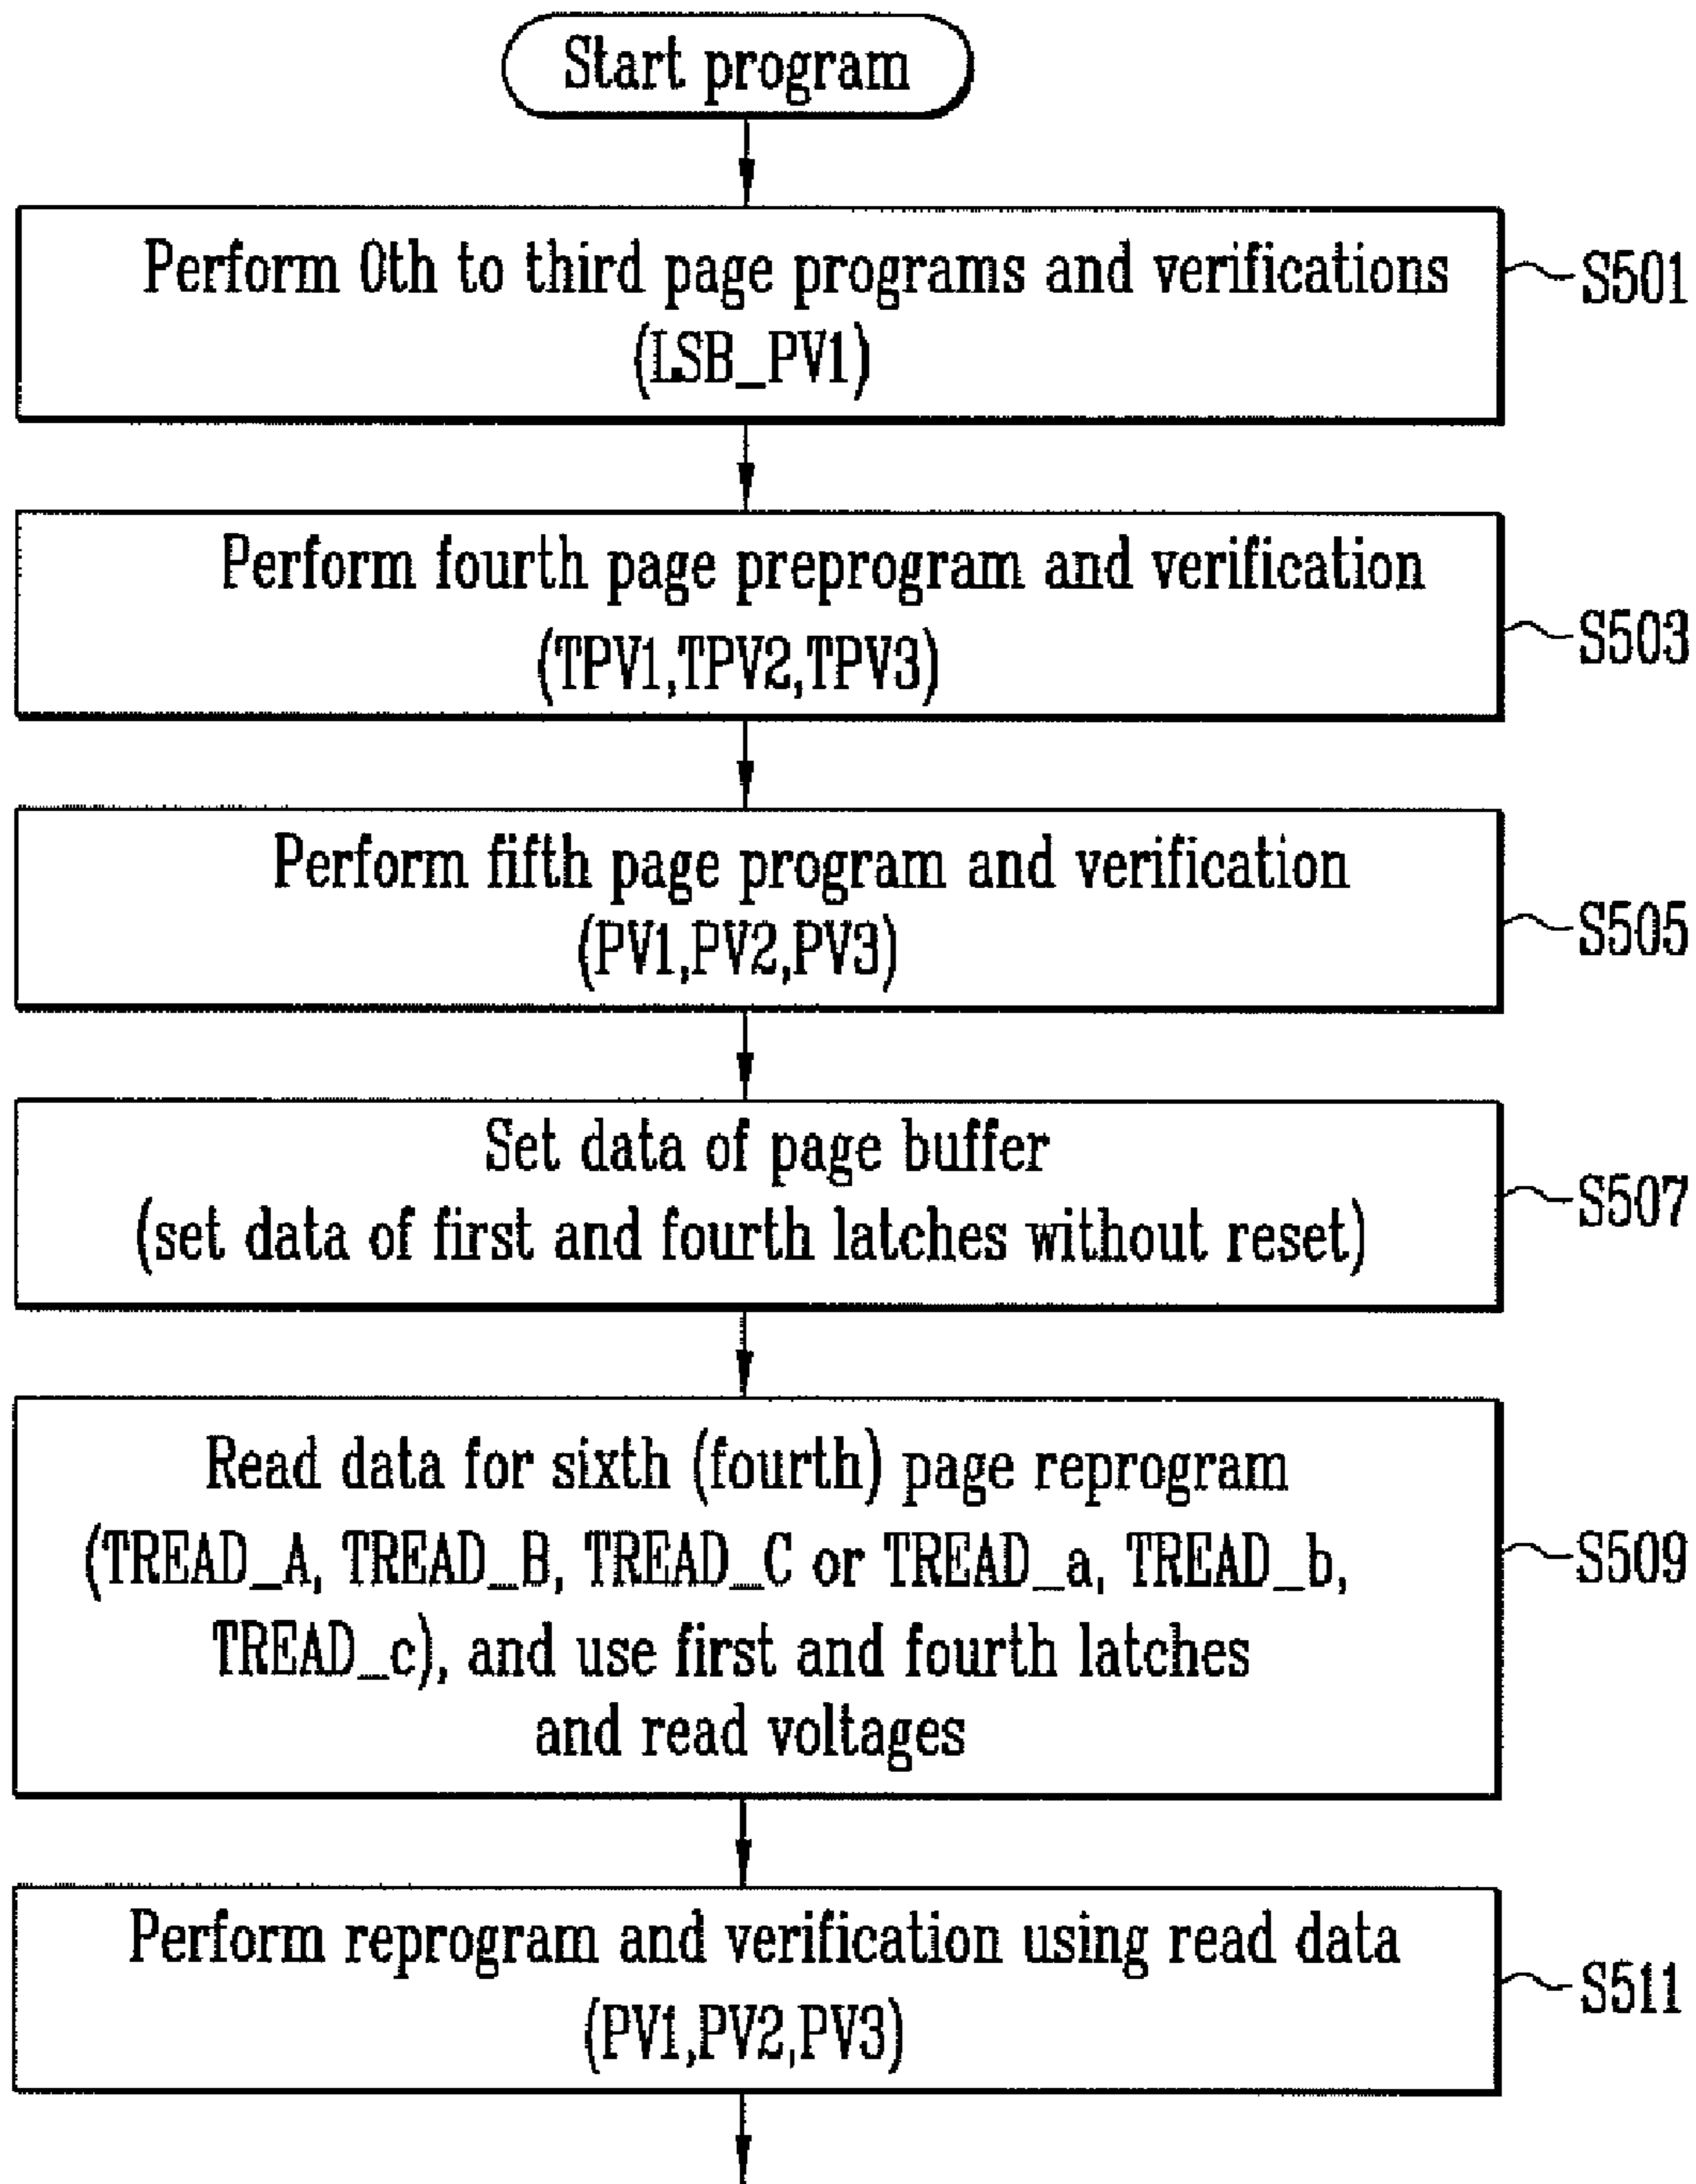 Start program
Perform 0th to third page programs and verifications
(LSB_PV1)
S501
Perform fourth page preprogram and verification
(TPV1,TPV2,TPV3)
S503
Perform fifth page program and verification
(PV1,PV2,PV3)
S505
Set data of page buffer
(set data of first and fourth latches without reset)
S507
Read data for sixth (fourth) page reprogram
(TREAD_A, TREAD_B, TREAD_C or TREAD_a, TREAD_b,
TREAD_c), and use first and fourth latches
and read voltages
S509
Perform reprogram and verification using read data
(PV1,PV2,PV3)
S511